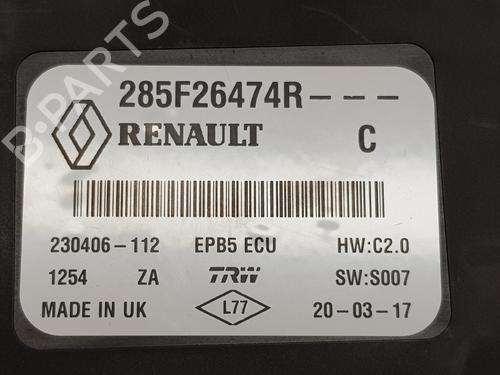 285F26474R---
RENAULT C
230406-112 EPB5 ECU HW:C2.0
1254 ZA TRW SW:S007
MADE IN UK L77 20-03-17
B-PARTS